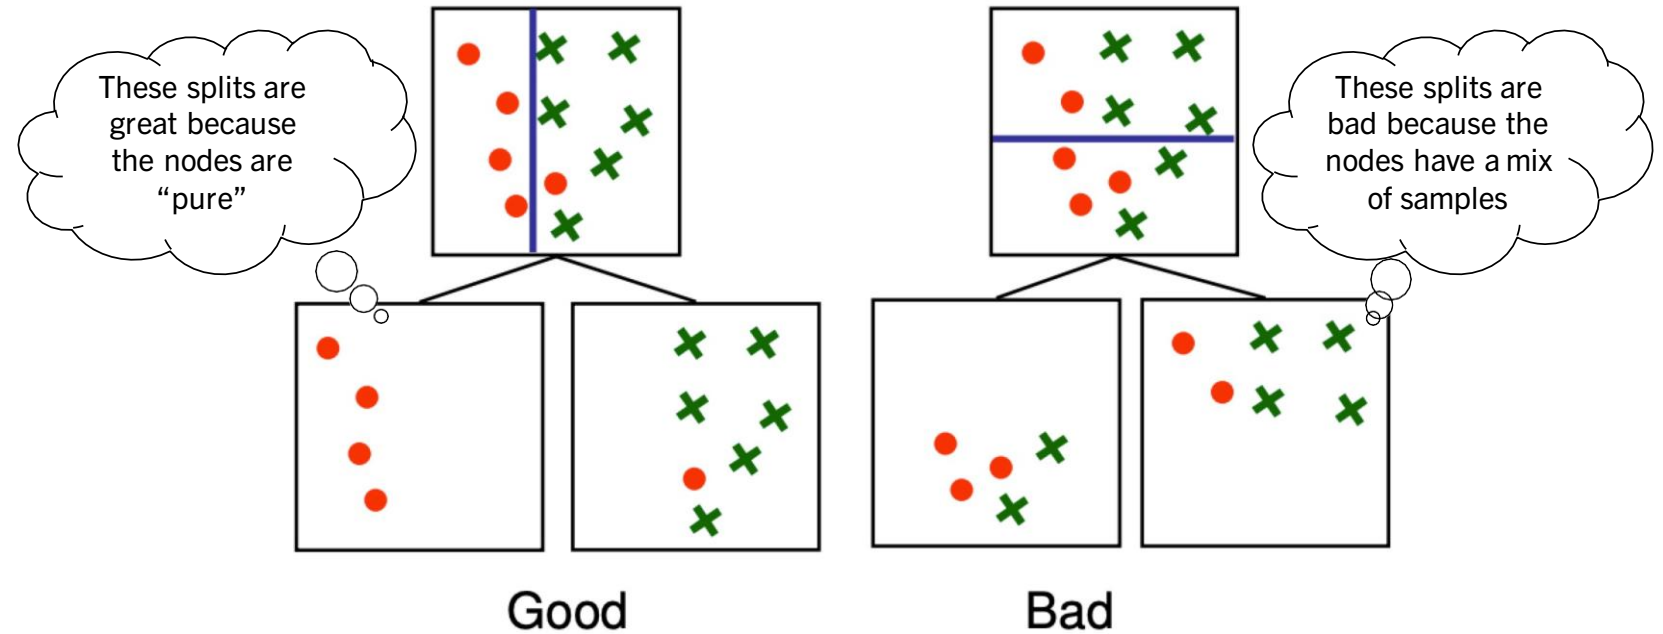 These splits are
great because
the nodes are
“pure”
These splits are
bad because the
nodes have a mix
of samples
Good
Bad